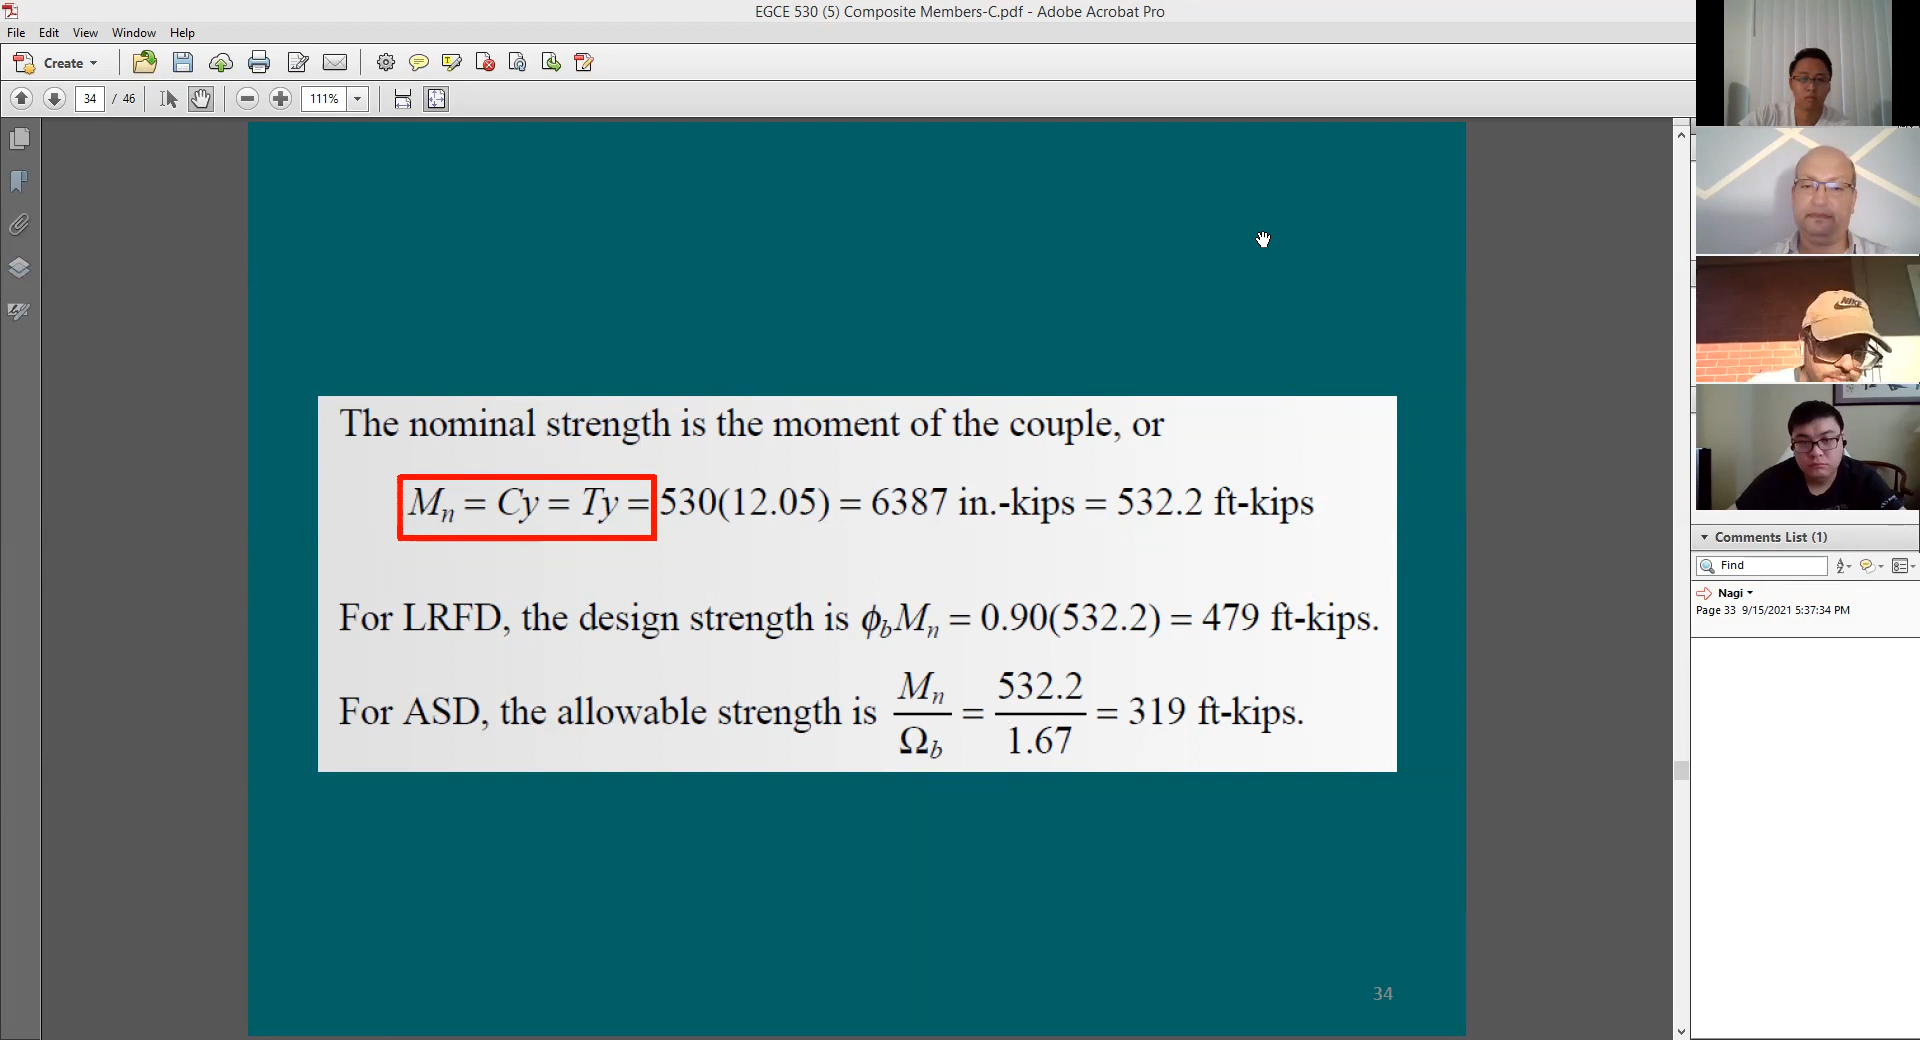 EGCE 530 (5) Composite Members-C.pdf - Adobe Acrobat Pro
File Edit View Window Help
Create
34 / 46 111%
The nominal strength is the moment of the couple, or
Mₙ = Cy = Ty = 530(12.05) = 6387 in.-kips = 532.2 ft-kips
For LRFD, the design strength is ϕ_b Mₙ = 0.90(532.2) = 479 ft-kips.
For ASD, the allowable strength is Mₙ/Ω_b = 532.2/1.67 = 319 ft-kips.
34
NIKE
Comments List (1)
Find
Nagi
Page 33 9/15/2021 5:37:34 PM